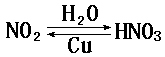 H₂O
NO₂ ⇌ HNO₃
Cu